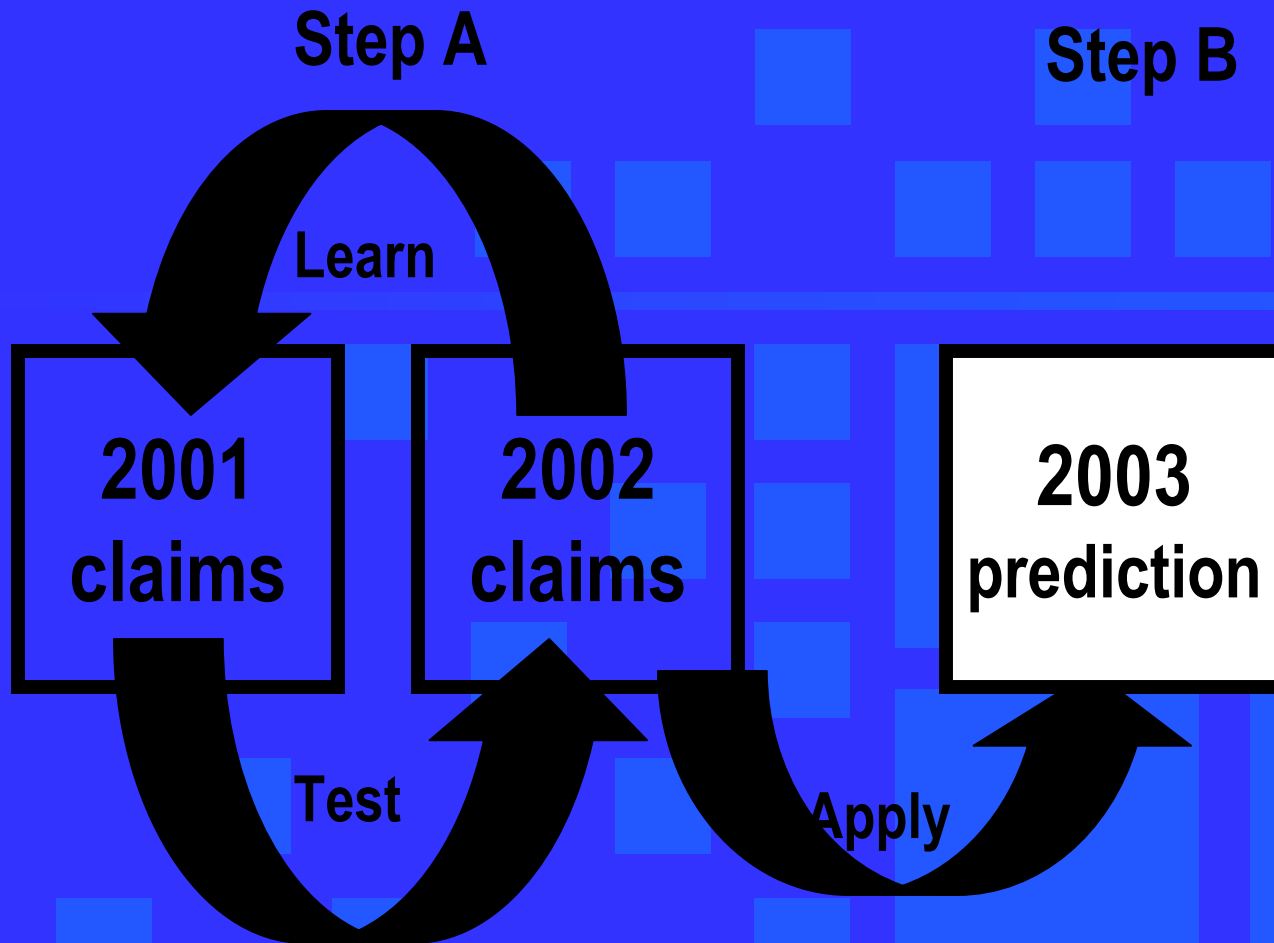 Step A
Step B
Learn
2001
claims
2002
claims
2003
prediction
Test
Apply